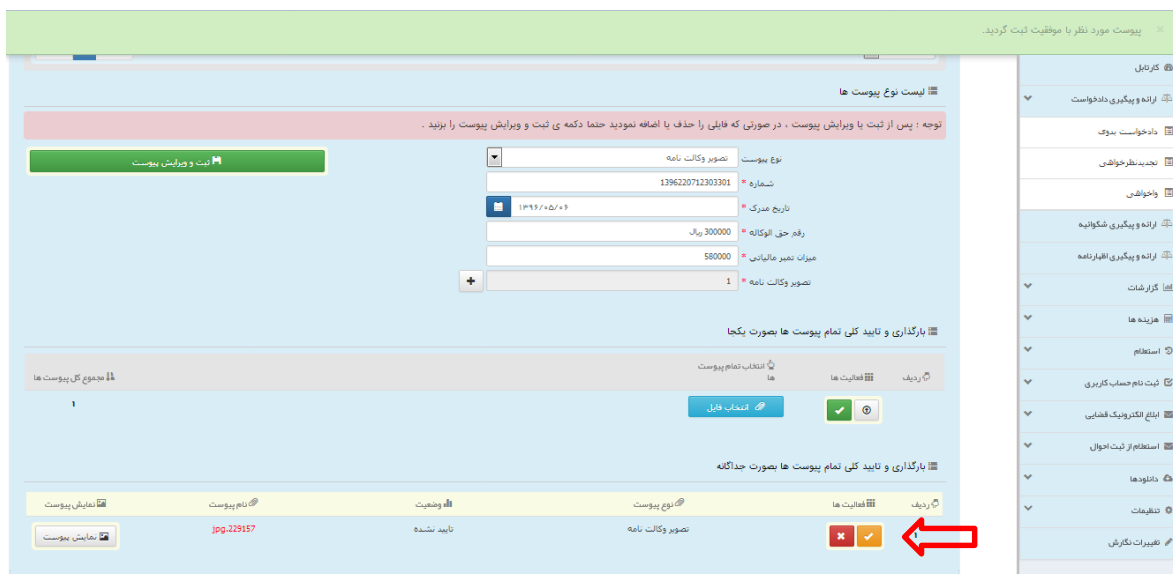 پیوست مورد نظر با موفقیت ثبت گردید.
کارتابل
ارائه و پیگیری دادخواست
دادخواست بدوی
تجدیدنظرخواهی
واخواهی
ارائه و پیگیری شکوائیه
ارائه و پیگیری اظهارنامه
گزارشات
هزینه ها
استعلام
ثبت نام حساب کاربری
ابلاغ الکترونیک قضایی
استعلام از ثبت احوال
دانلودها
تنظیمات
تغییرات نگارش
لیست نوع پیوست ها
توجه : پس از ثبت یا ویرایش پیوست ، در صورتی که فایلی را حذف یا اضافه نمودید حتما دکمه ی ثبت و ویرایش پیوست را بزنید .
نوع پیوست تصویر وکالت نامه
ثبت و ویرایش پیوست
شماره * 1396220712303301
تاریخ مدرک * ۱۳۹۶/۰۵/۰۶
رقم حق الوکاله * 300000 ریال
میزان تمبر مالیاتی * 580000
تصویر وکالت نامه * 1
بارگذاری و تایید کلی تمام پیوست ها بصورت یکجا
ردیف فعالیت ها انتخاب تمام پیوست ها مجموع کل پیوست ها
انتخاب فایل ۱
بارگذاری و تایید کلی تمام پیوست ها بصورت جداگانه
ردیف فعالیت ها نوع پیوست وضعیت نام پیوست نمایش پیوست
۱ تصویر وکالت نامه تایید نشده jpg.229157 نمایش پیوست